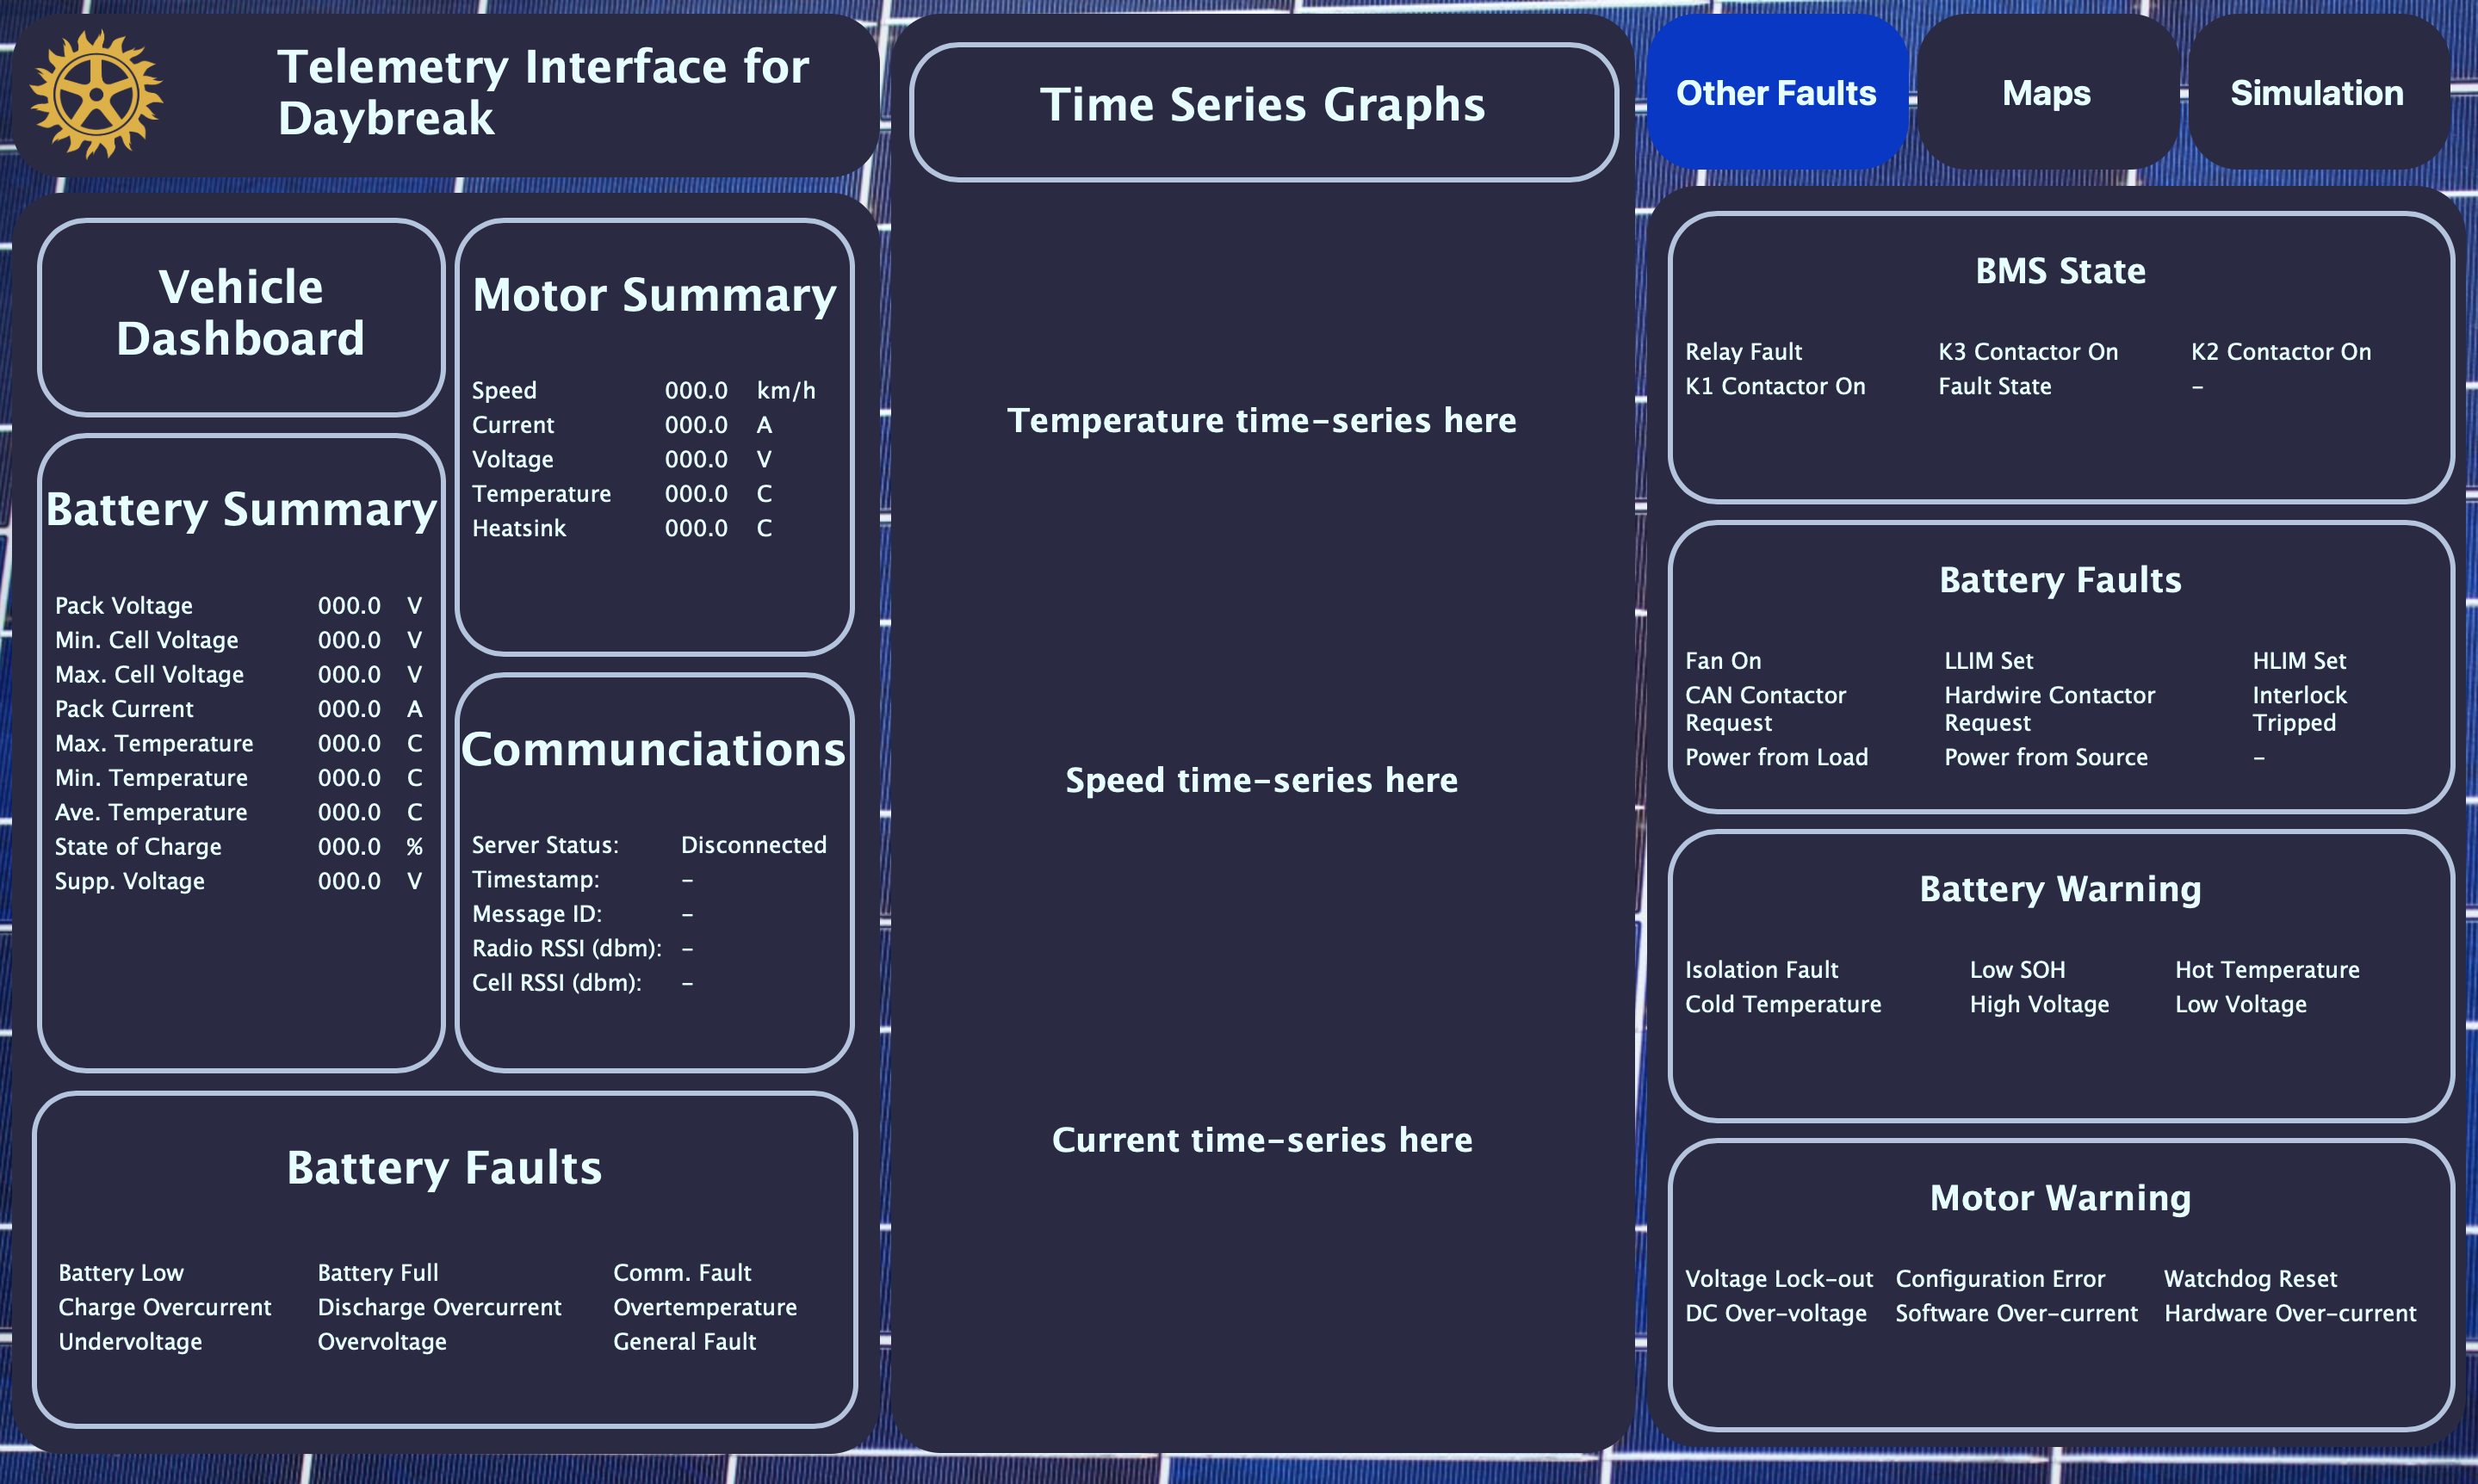 Telemetry Interface for
Daybreak
Vehicle
Dashboard
Battery Summary
Pack Voltage 000.0 V
Min. Cell Voltage 000.0 V
Max. Cell Voltage 000.0 V
Pack Current 000.0 A
Max. Temperature 000.0 C
Min. Temperature 000.0 C
Ave. Temperature 000.0 C
State of Charge 000.0 %
Supp. Voltage 000.0 V
Motor Summary
Speed 000.0 km/h
Current 000.0 A
Voltage 000.0 V
Temperature 000.0 C
Heatsink 000.0 C
Communciations
Server Status: Disconnected
Timestamp: –
Message ID: –
Radio RSSI (dbm): –
Cell RSSI (dbm): –
Battery Faults
Battery Low Battery Full Comm. Fault
Charge Overcurrent Discharge Overcurrent Overtemperature
Undervoltage Overvoltage General Fault
Time Series Graphs
Temperature time-series here
Speed time-series here
Current time-series here
Other Faults Maps Simulation
BMS State
Relay Fault K3 Contactor On K2 Contactor On
K1 Contactor On Fault State –
Battery Faults
Fan On LLIM Set HLIM Set
CAN Contactor Hardwire Contactor Interlock
Request Request Tripped
Power from Load Power from Source –
Battery Warning
Isolation Fault Low SOH Hot Temperature
Cold Temperature High Voltage Low Voltage
Motor Warning
Voltage Lock-out Configuration Error Watchdog Reset
DC Over-voltage Software Over-current Hardware Over-current